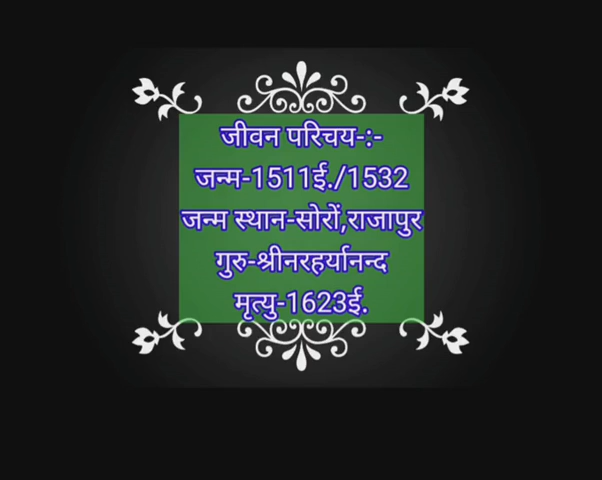 जीवन परिचय-:-
जन्म-1511ई./1532
जन्म स्थान-सोरों,राजापुर
गुरु-श्रीनरहर्यानन्द
मृत्यु-1623ई.